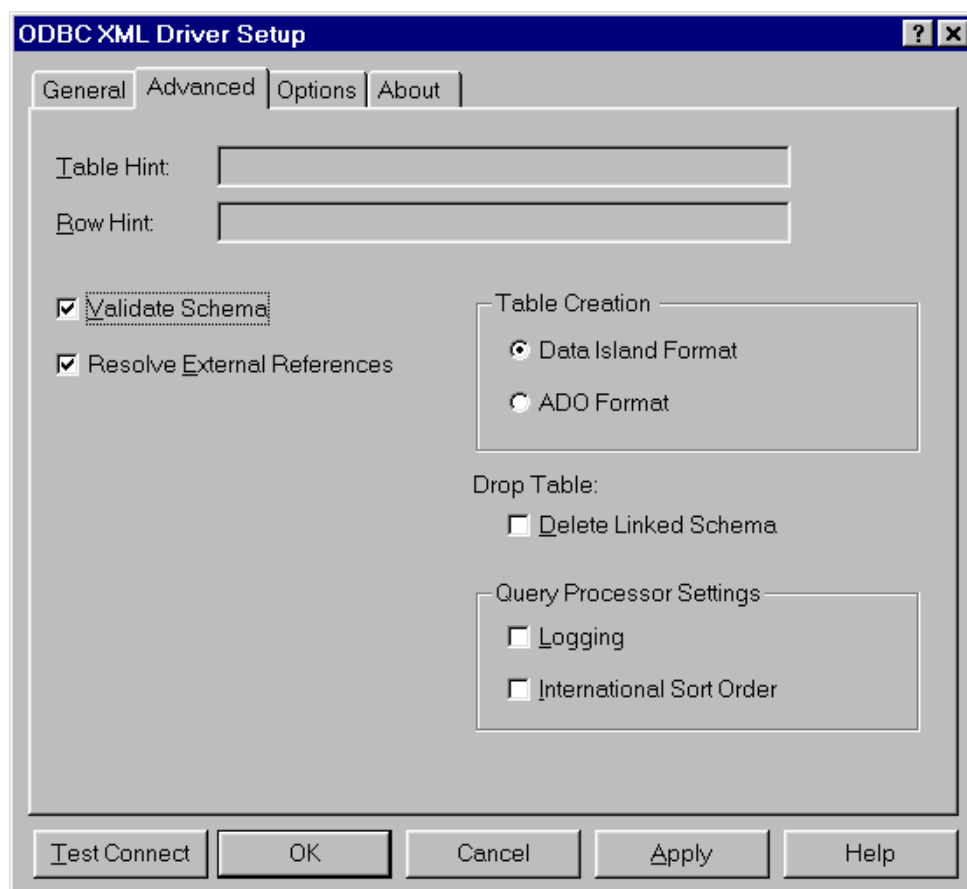 ODBC XML Driver Setup
General Advanced Options About
Table Hint:
Row Hint:
Validate Schema
Resolve External References
Table Creation
Data Island Format
ADO Format
Drop Table:
Delete Linked Schema
Query Processor Settings
Logging
International Sort Order
Test Connect OK Cancel Apply Help